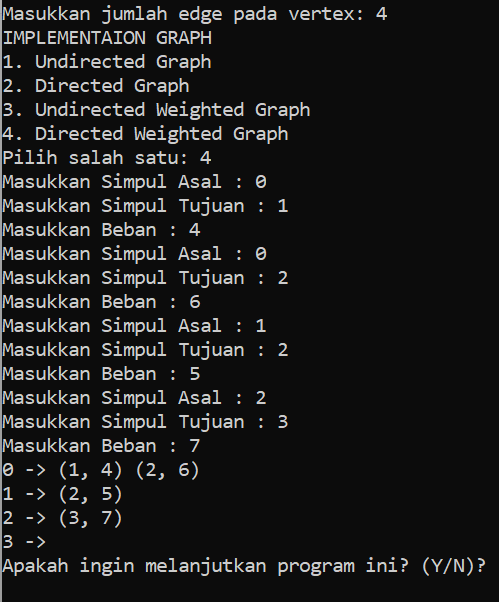 Masukkan jumlah edge pada vertex: 4
IMPLEMENTAION GRAPH
1. Undirected Graph
2. Directed Graph
3. Undirected Weighted Graph
4. Directed Weighted Graph
Pilih salah satu: 4
Masukkan Simpul Asal : 0
Masukkan Simpul Tujuan : 1
Masukkan Beban : 4
Masukkan Simpul Asal : 0
Masukkan Simpul Tujuan : 2
Masukkan Beban : 6
Masukkan Simpul Asal : 1
Masukkan Simpul Tujuan : 2
Masukkan Beban : 5
Masukkan Simpul Asal : 2
Masukkan Simpul Tujuan : 3
Masukkan Beban : 7
0 -> (1, 4) (2, 6)
1 -> (2, 5)
2 -> (3, 7)
3 ->
Apakah ingin melanjutkan program ini? (Y/N)?